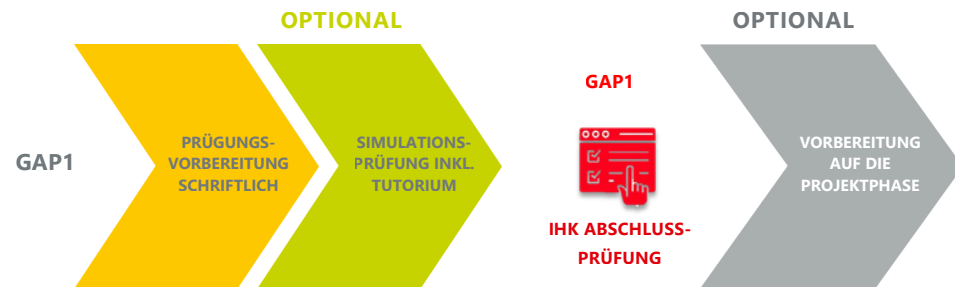 OPTIONAL
OPTIONAL
GAP1
PRÜGUNGS-
VORBEREITUNG
SCHRIFTLICH
SIMULATIONS-
PRÜFUNG INKL.
TUTORIUM
GAP1
IHK ABSCHLUSS-
PRÜFUNG
VORBEREITUNG
AUF DIE
PROJEKTPHASE